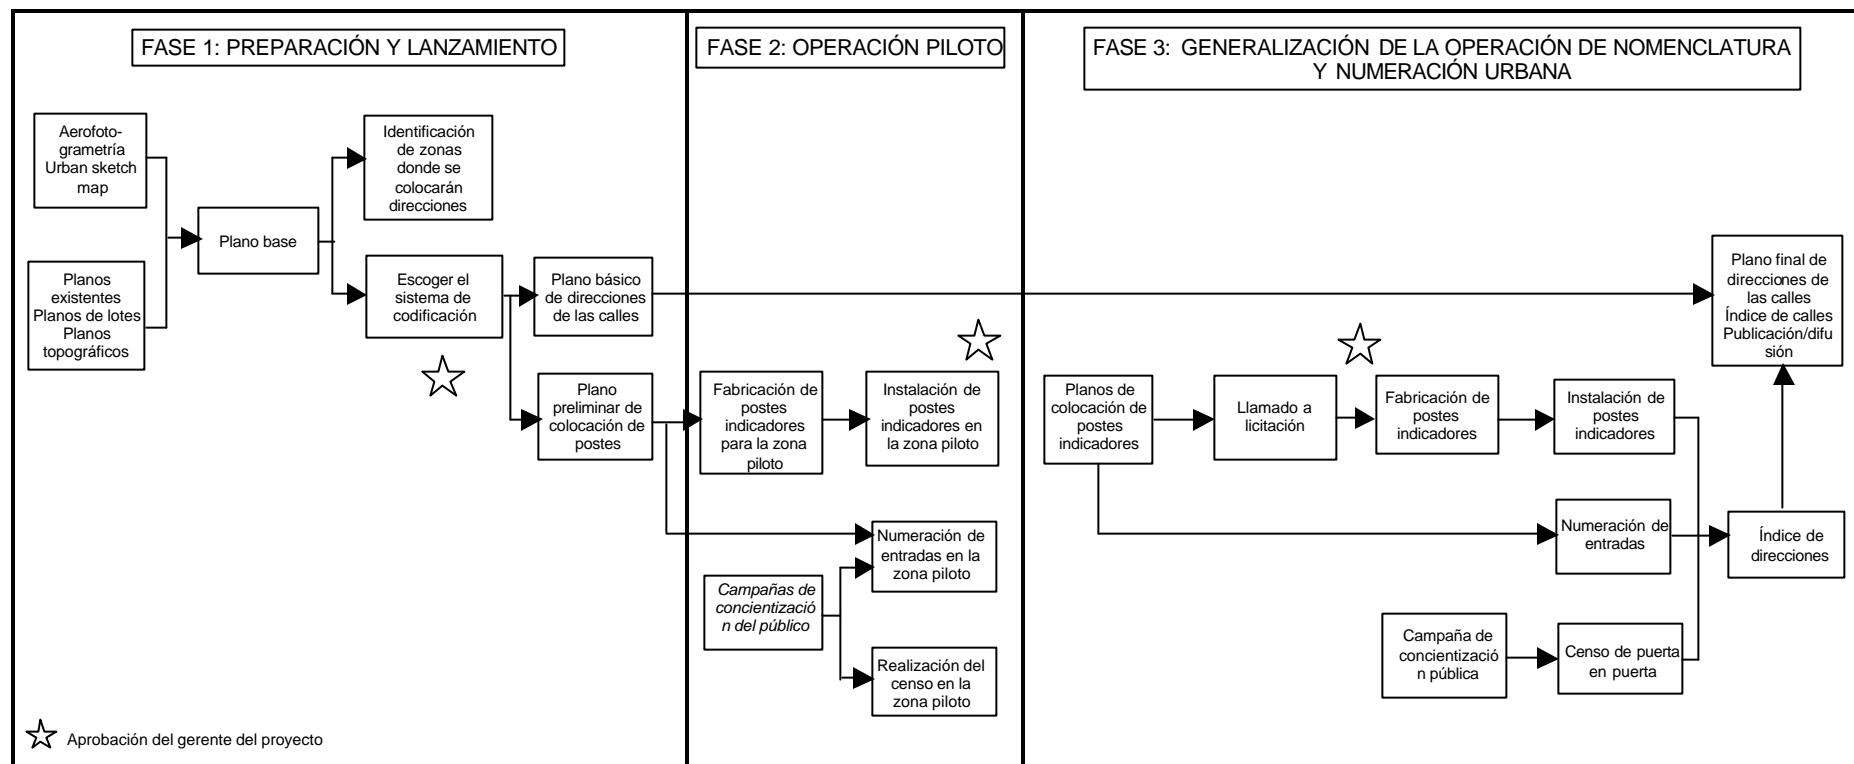 FASE 1: PREPARACIÓN Y LANZAMIENTO
Aerofoto-
grametría
Urban sketch
map
Planos
existentes
Planos de lotes
Planos
topográficos
Plano base
Identificación
de zonas
donde se
colocarán
direcciones
Escoger el
sistema de
codificación
Plano básico
de direcciones
de las calles
Plano
preliminar de
colocación de
postes
Aprobación del gerente del proyecto
FASE 2: OPERACIÓN PILOTO
Fabricación de
postes
indicadores
para la zona
piloto
Instalación de
postes
indicadores en
la zona piloto
Numeración de
entradas en la
zona piloto
Campañas de
concientizació
n del público
Realización del
censo en la
zona piloto
FASE 3: GENERALIZACIÓN DE LA OPERACIÓN DE NOMENCLATURA
Y NUMERACIÓN URBANA
Planos de
colocación de
postes
indicadores
Llamado a
licitación
Fabricación de
postes
indicadores
Instalación de
postes
indicadores
Numeración de
entradas
Campaña de
concientizació
n pública
Censo de puerta
en puerta
Índice de
direcciones
Plano final de
direcciones de
las calles
Índice de calles
Publicación/difu
sión